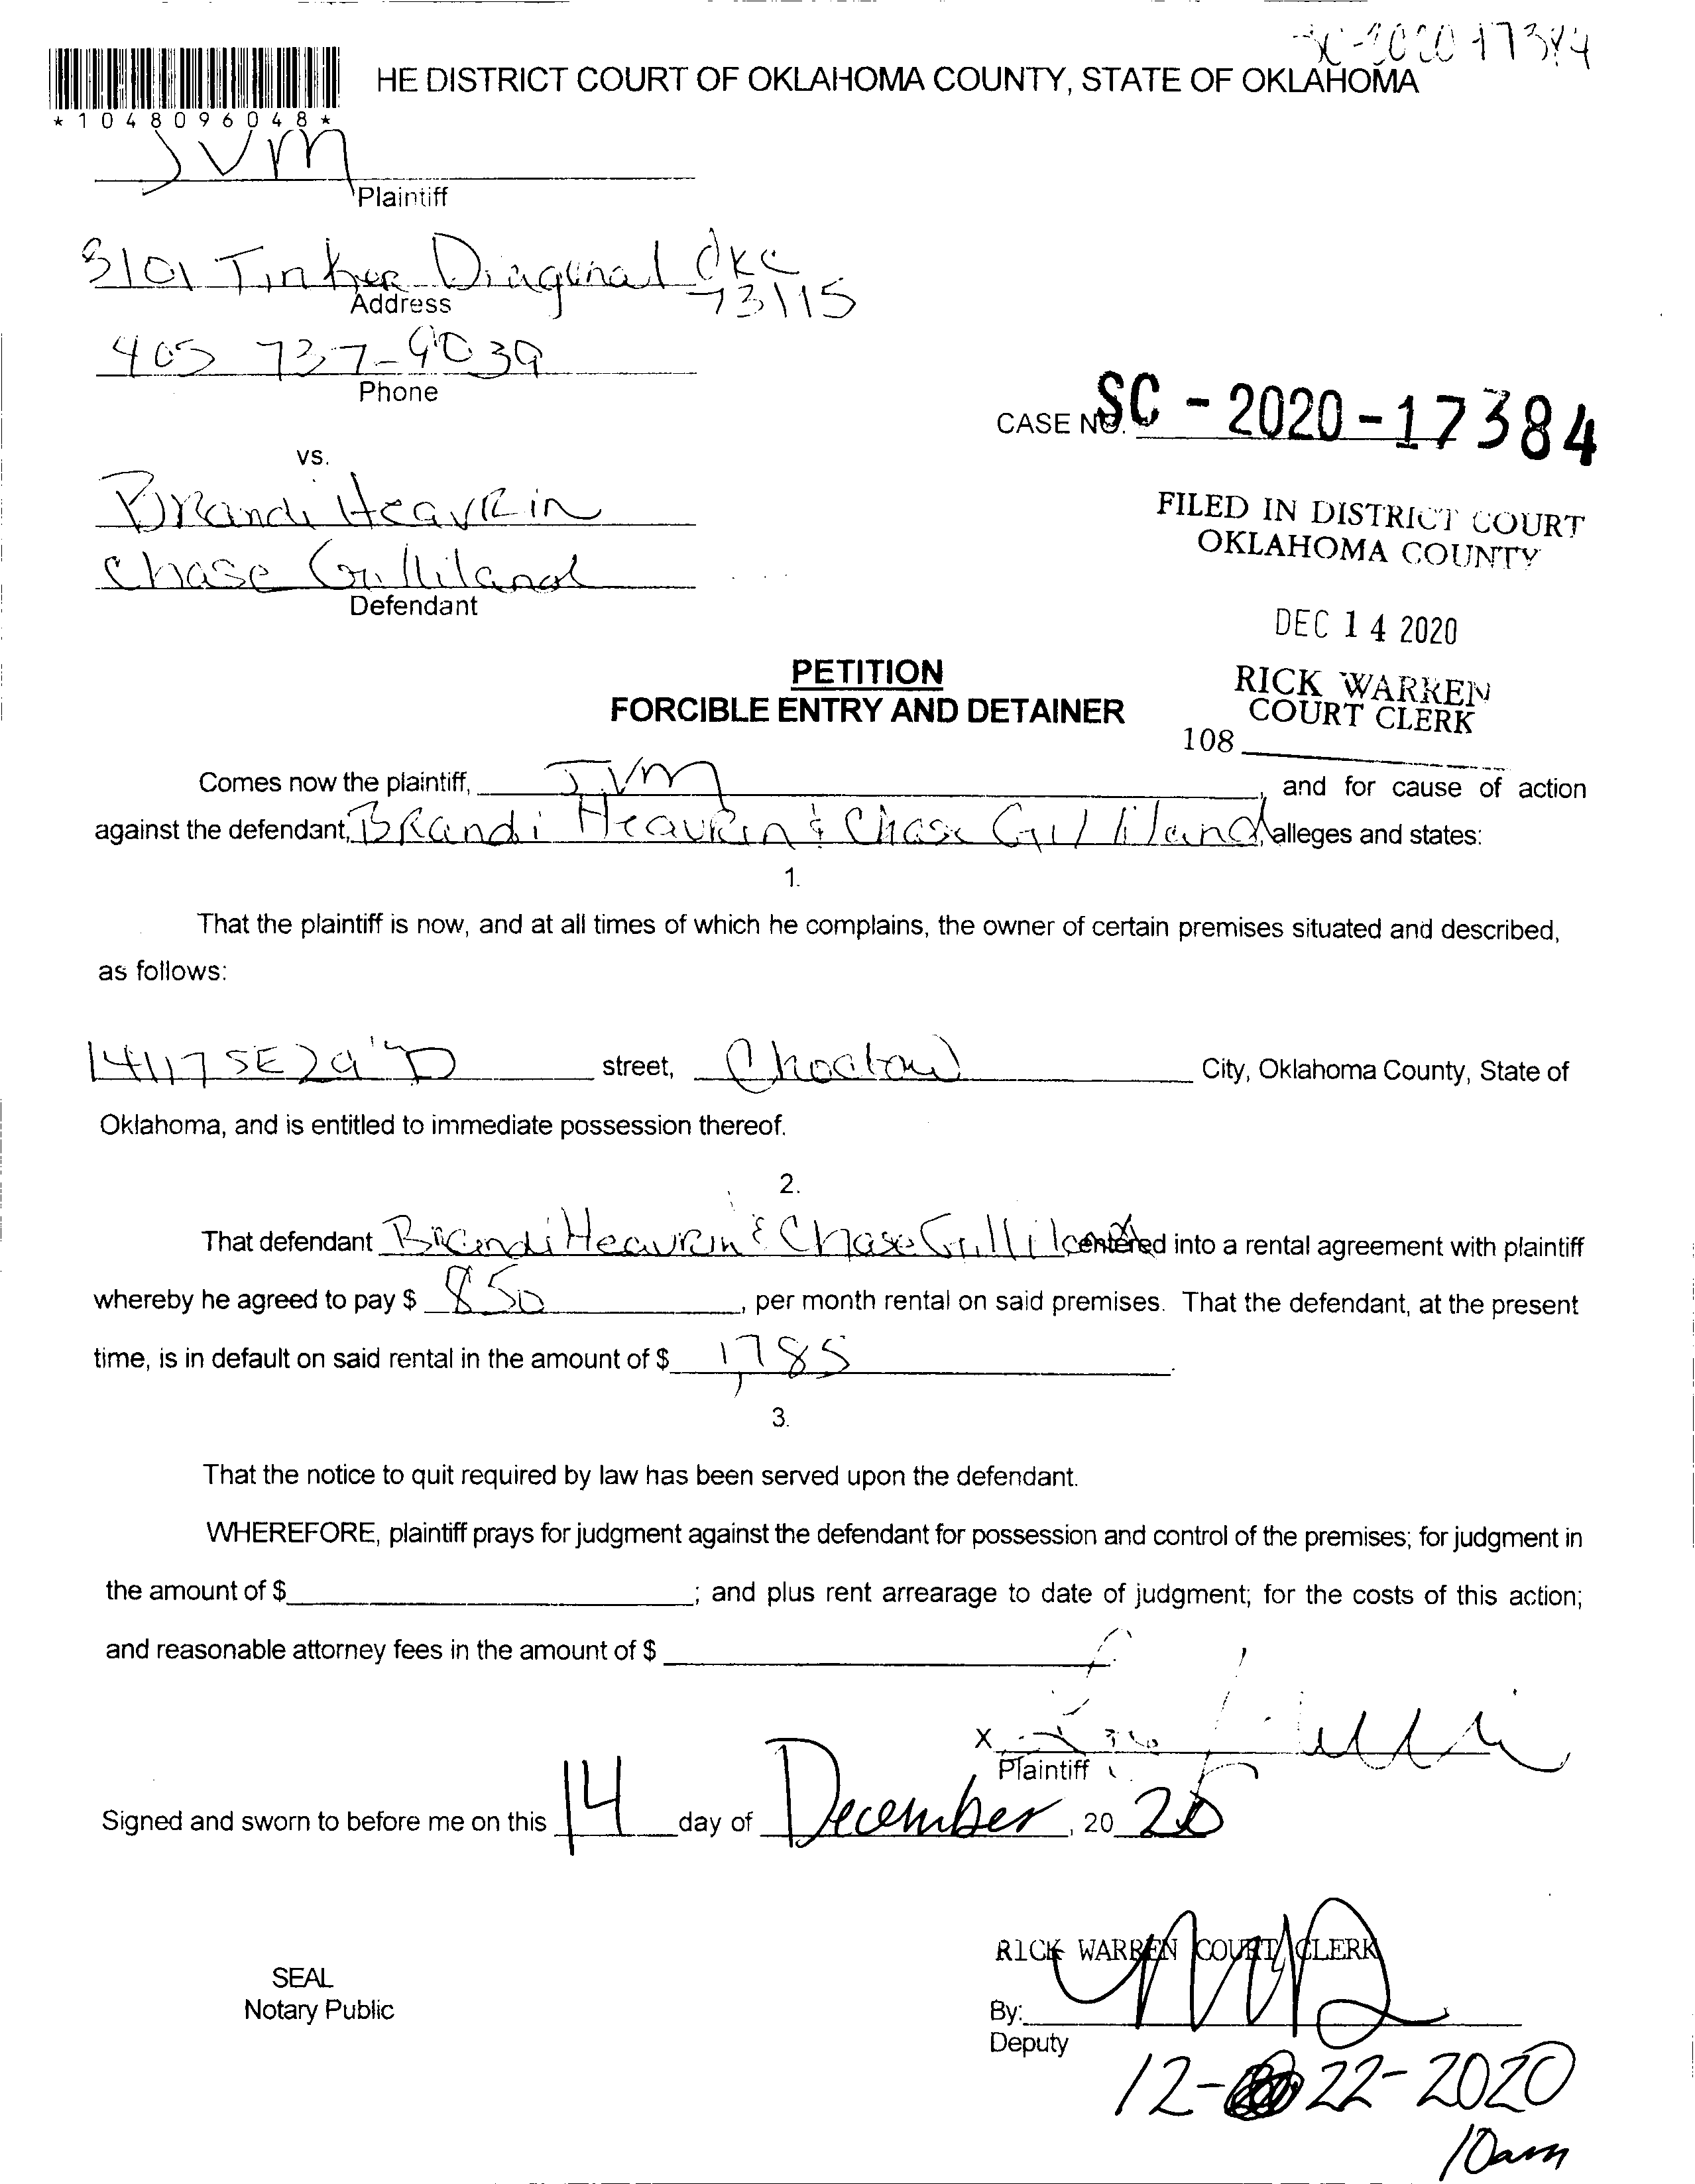 SC-2020 17384
HE DISTRICT COURT OF OKLAHOMA COUNTY, STATE OF OKLAHOMA
*1048096048*
JVM
Plaintiff
3101 Tinker Diagonal OKC
73115
Address
405 737-9039
Phone
CASE NO. SC-2020-17384
vs.
Brandi Heavrin
FILED IN DISTRICT COURT
OKLAHOMA COUNTY
Chase Gilliland
Defendant
DEC 14 2020
PETITION
FORCIBLE ENTRY AND DETAINER
RICK WARREN
COURT CLERK
108
Comes now the plaintiff, JVM, and for cause of action
against the defendant, Brandi Heavrin & Chase Gilliland, alleges and states:
1.
That the plaintiff is now, and at all times of which he complains, the owner of certain premises situated and described,
as follows:
14117 SE 29th D street, Choctaw City, Oklahoma County, State of
Oklahoma, and is entitled to immediate possession thereof.
2.
That defendant Brandi Heavrin & Chase Gilliland entered into a rental agreement with plaintiff
whereby he agreed to pay $ 850, per month rental on said premises. That the defendant, at the present
time, is in default on said rental in the amount of $ 1,785.
3.
That the notice to quit required by law has been served upon the defendant.
WHEREFORE, plaintiff prays for judgment against the defendant for possession and control of the premises; for judgment in
the amount of $ ; and plus rent arrearage to date of judgment; for the costs of this action;
and reasonable attorney fees in the amount of $ .
X
Plaintiff
Signed and sworn to before me on this 14 day of December, 20 20
RICK WARREN COURT CLERK
SEAL
Notary Public
By:
Deputy
12-22-2020
10am